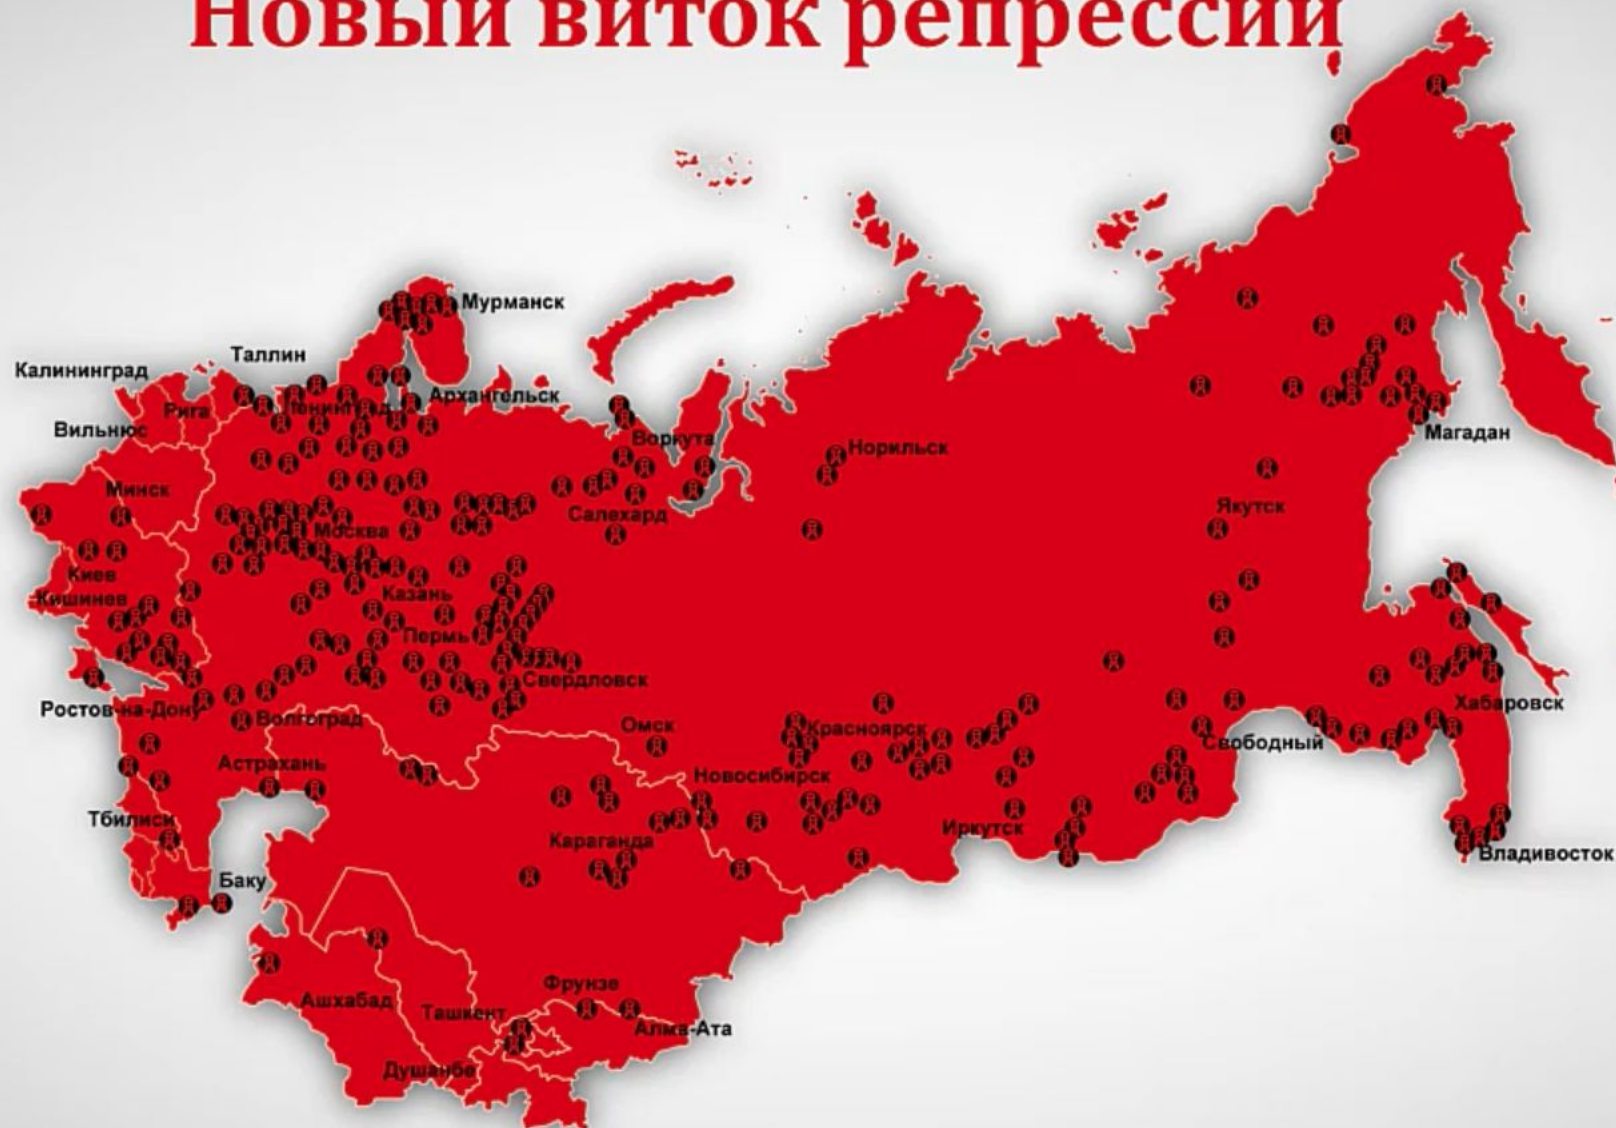 Новый виток репрессий
Мурманск
Таллин
Калининград
Архангельск
Ленинград
Рига
Вильнюс
Воркута
Магадан
Норильск
Минск
Якутск
Салехард
Москва
Киев
Казань
Кишинев
Пермь
Свердловск
Хабаровск
Ростов-на-Дону
Волгоград
Омск
Красноярск
Свободный
Астрахань
Новосибирск
Тбилиси
Иркутск
Караганда
Владивосток
Баку
Фрунзе
Ашхабад
Ташкент
Алма-Ата
Душанбе